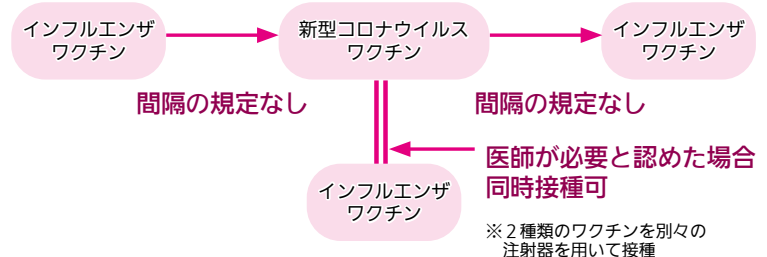 インフルエンザ
ワクチン
新型コロナウイルス
ワクチン
インフルエンザ
ワクチン
間隔の規定なし
間隔の規定なし
医師が必要と認めた場合
同時接種可
インフルエンザ
ワクチン
※２種類のワクチンを別々の
注射器を用いて接種